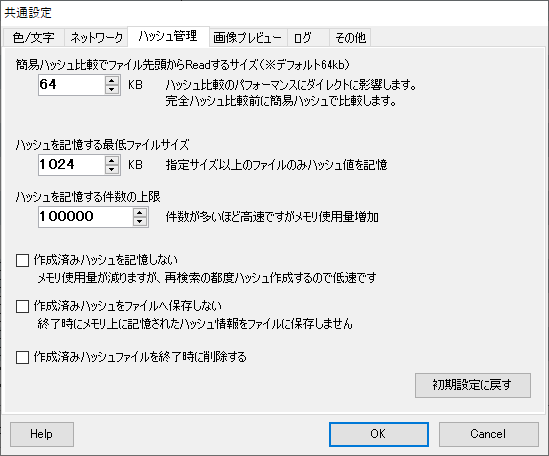 共通設定
色/文字 ネットワーク ハッシュ管理 画像プレビュー ログ その他
簡易ハッシュ比較でファイル先頭からReadするサイズ(※デフォルト64kb)
64 KB ハッシュ比較のパフォーマンスにダイレクトに影響します。
完全ハッシュ比較前に簡易ハッシュで比較します。
ハッシュを記憶する最低ファイルサイズ
1024 KB 指定サイズ以上のファイルのみハッシュ値を記憶
ハッシュを記憶する件数の上限
100000 件数が多いほど高速ですがメモリ使用量増加
作成済みハッシュを記憶しない
メモリ使用量が減りますが、再検索の都度ハッシュ作成するので低速です
作成済みハッシュをファイルへ保存しない
終了時にメモリ上に記憶されたハッシュ情報をファイルに保存しません
作成済みハッシュファイルを終了時に削除する
初期設定に戻す
Help OK Cancel